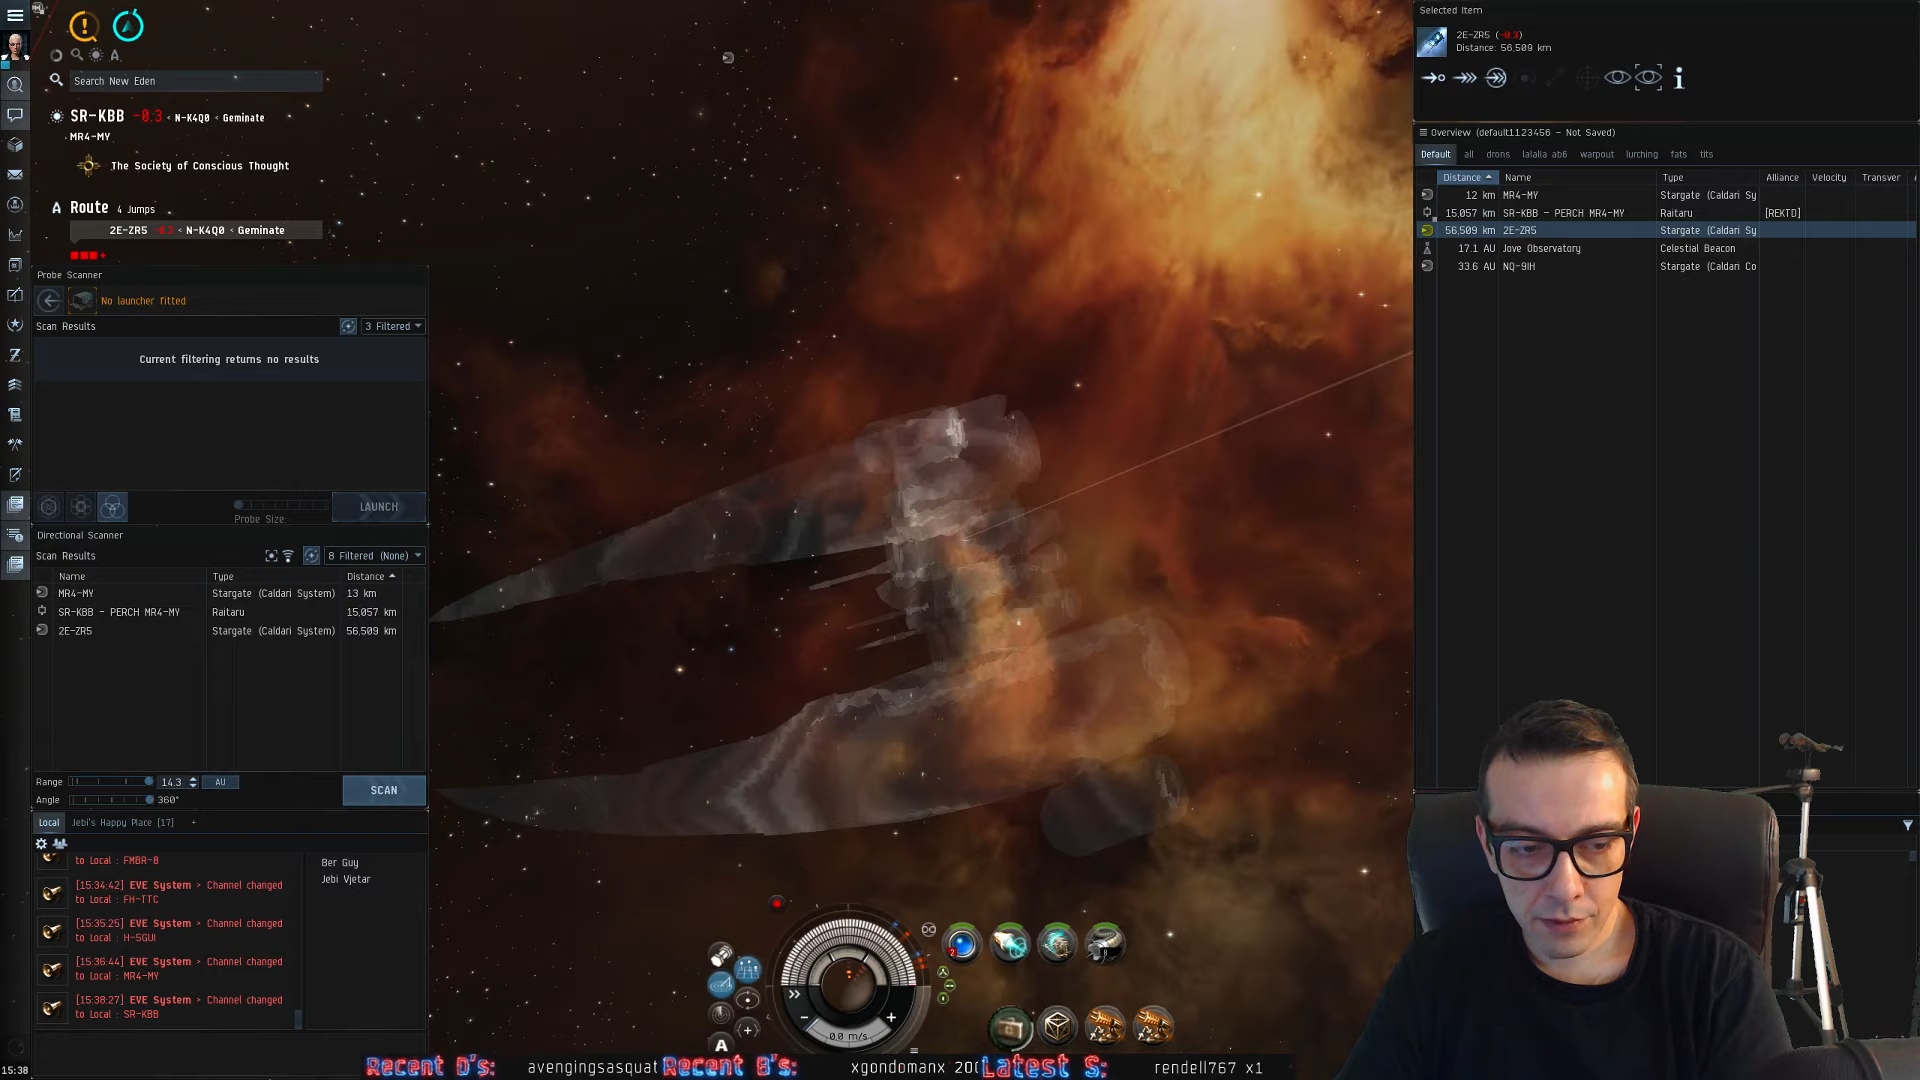 Search New Eden
SR-KBB -0.3 < N-K4Q0 < Geminate
MR4-MY
The Society of Conscious Thought
A Route 4 Jumps
2E-ZR5 -0.3 < N-K4Q0 < Geminate
Probe Scanner
No launcher fitted
Scan Results
3 Filtered
Current filtering returns no results
Probe Size:
LAUNCH
Directional Scanner
Scan Results
8 Filtered (None)
Name Type Distance
MR4-MY Stargate (Caldari System) 13 km
SR-KBB - PERCH MR4-MY Raitaru 15,057 km
2E-ZR5 Stargate (Caldari System) 56,509 km
Range 14.3 AU
Angle 360°
SCAN
Local Jebi's Happy Place [17] +
to Local : FMBR-8
[15:34:42] EVE System > Channel changed
to Local : FH-TTC
[15:35:25] EVE System > Channel changed
to Local : H-5GUI
[15:36:44] EVE System > Channel changed
to Local : MR4-MY
[15:38:27] EVE System > Channel changed
to Local : SR-KBB
Ber Guy
Jebi Vjetar
15:38
Selected Item
2E-ZR5 (-0.3)
Distance: 56,509 km
Overview (default1123456 - Not Saved)
Default all drons lalalla ab6 warpout lurching fats tits
Distance Name Type Alliance Velocity Transver
12 km MR4-MY Stargate (Caldari Sy
15,057 km SR-KBB - PERCH MR4-MY Raitaru [REKTD]
56,509 km 2E-ZR5 Stargate (Caldari Sy
17.1 AU Jove Observatory Celestial Beacon
33.6 AU NQ-9IH Stargate (Caldari Co
2
8
0.0 m/s
A
Recent D's: avengingsasquat Recent B's: xgondomanx 200 Latest S: rendell767 x1